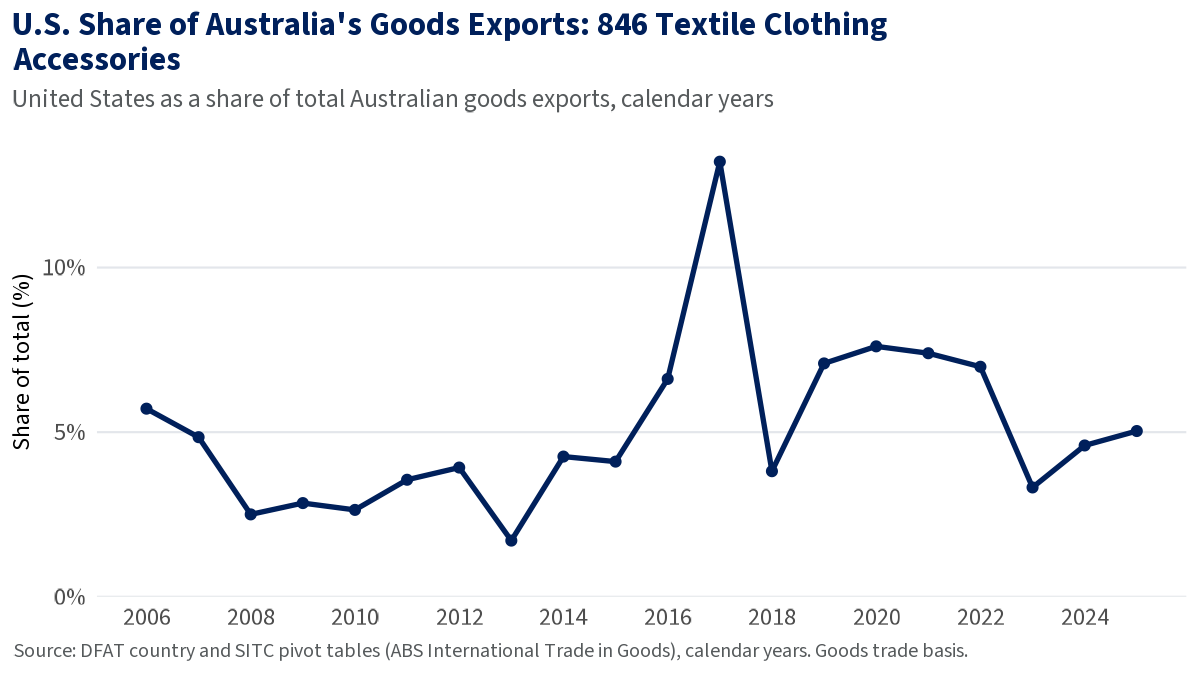 U.S. Share of Australia's Goods Exports: 846 Textile Clothing
Accessories
United States as a share of total Australian goods exports, calendar years
Share of total (%)
10%
5%
0%
2006 2008 2010 2012 2014 2016 2018 2020 2022 2024
Source: DFAT country and SITC pivot tables (ABS International Trade in Goods), calendar years. Goods trade basis.